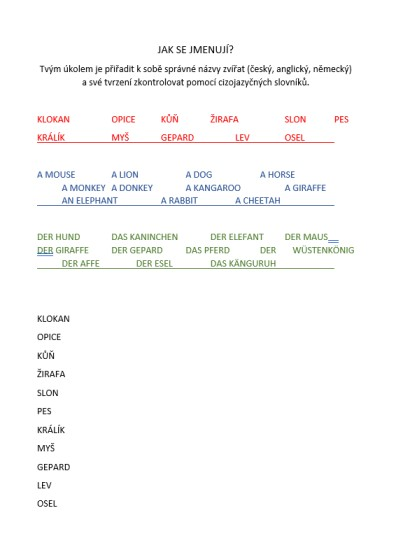 JAK SE JMENUJÍ?
Tvým úkolem je přiřadit k sobě správné názvy zvířat (český, anglický, německý)
a své tvrzení zkontrolovat pomocí cizojazyčných slovníků.
KLOKAN OPICE KŮŇ ŽIRAFA SLON PES
KRÁLÍK MYŠ GEPARD LEV OSEL
A MOUSE A LION A DOG A HORSE
A MONKEY A DONKEY A KANGAROO A GIRAFFE
AN ELEPHANT A RABBIT A CHEETAH
DER HUND DAS KANINCHEN DER ELEFANT DER MAUS
DER GIRAFFE DER GEPARD DAS PFERD DER WÜSTENKÖNIG
DER AFFE DER ESEL DAS KÄNGURUH
KLOKAN
OPICE
KŮŇ
ŽIRAFA
SLON
PES
KRÁLÍK
MYŠ
GEPARD
LEV
OSEL